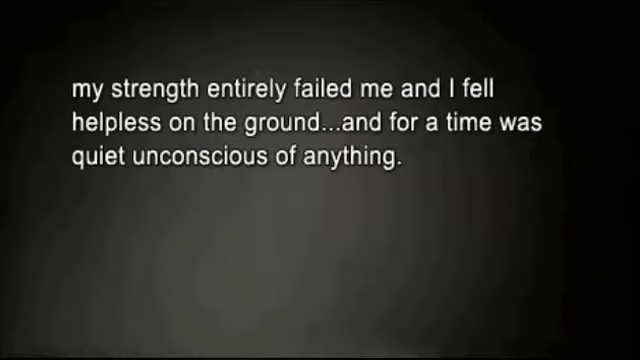 my strength entirely failed me and I fell
helpless on the ground...and for a time was
quiet unconscious of anything.